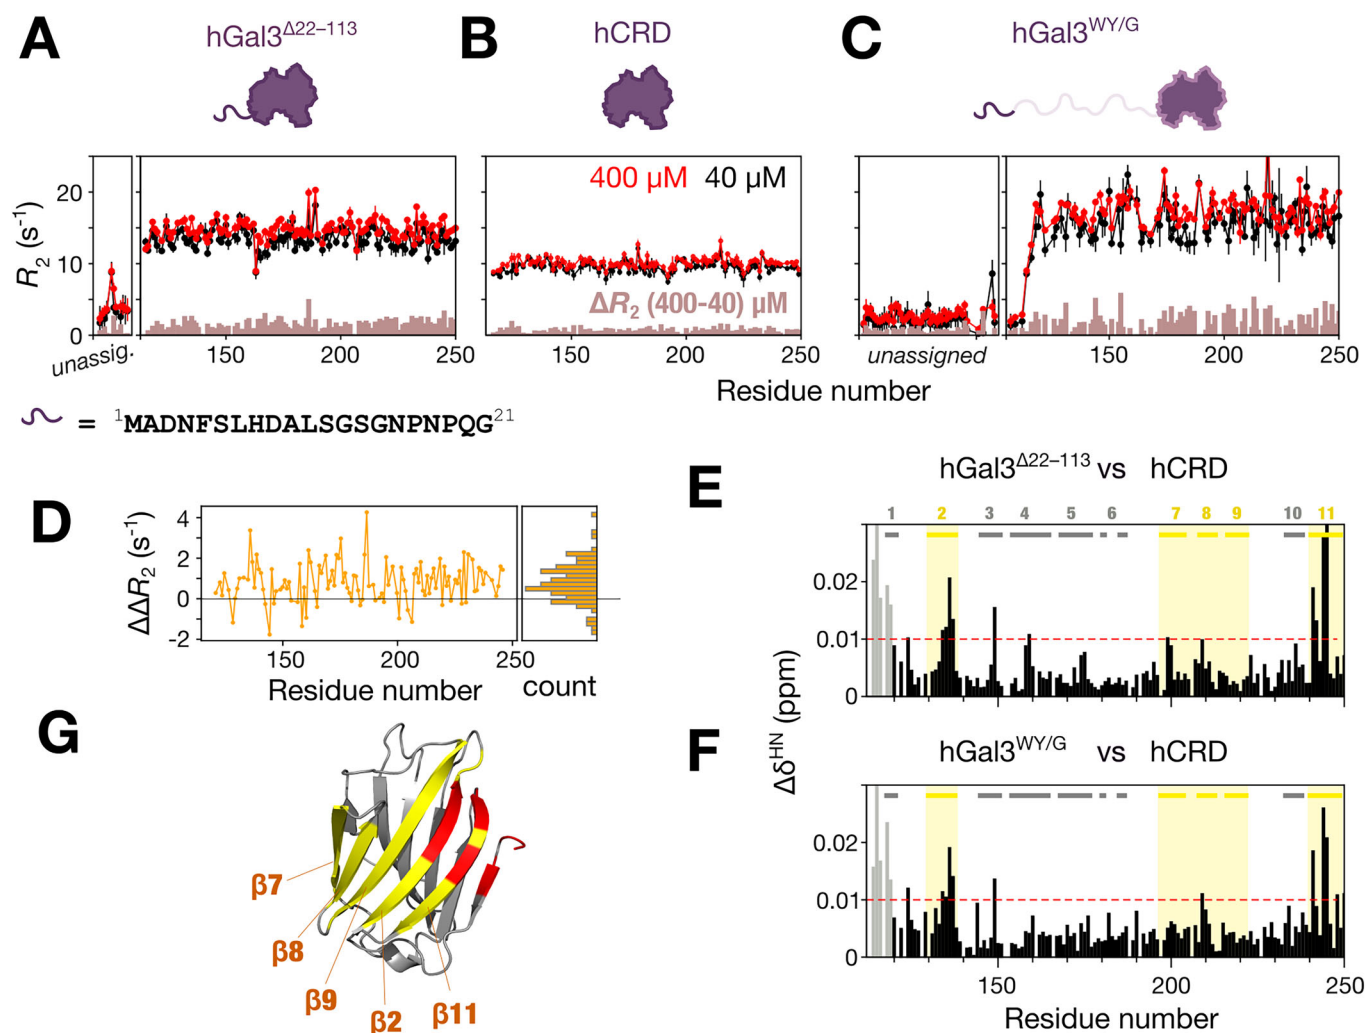 A
hGal3Δ22–113
B
hCRD
C
hGal3WY/G
R2 (s-1)
20
10
0
400 µM 40 µM
ΔR2 (400-40) µM
unassig.
150 200 250
150 200 250
unassigned
150 200 250
Residue number
= 1MADNFSLHDALSGSGNPNPQG21
D
ΔΔR2 (s-1)
4
2
0
-2
150 200 250
Residue number
count
E
hGal3Δ22–113 vs hCRD
1 2 3 4 5 6 7 8 9 10 11
0.02
0.01
0
F
hGal3WY/G vs hCRD
ΔδHN (ppm)
0.02
0.01
0
150 200 250
Residue number
G
β7
β8
β9
β2
β11